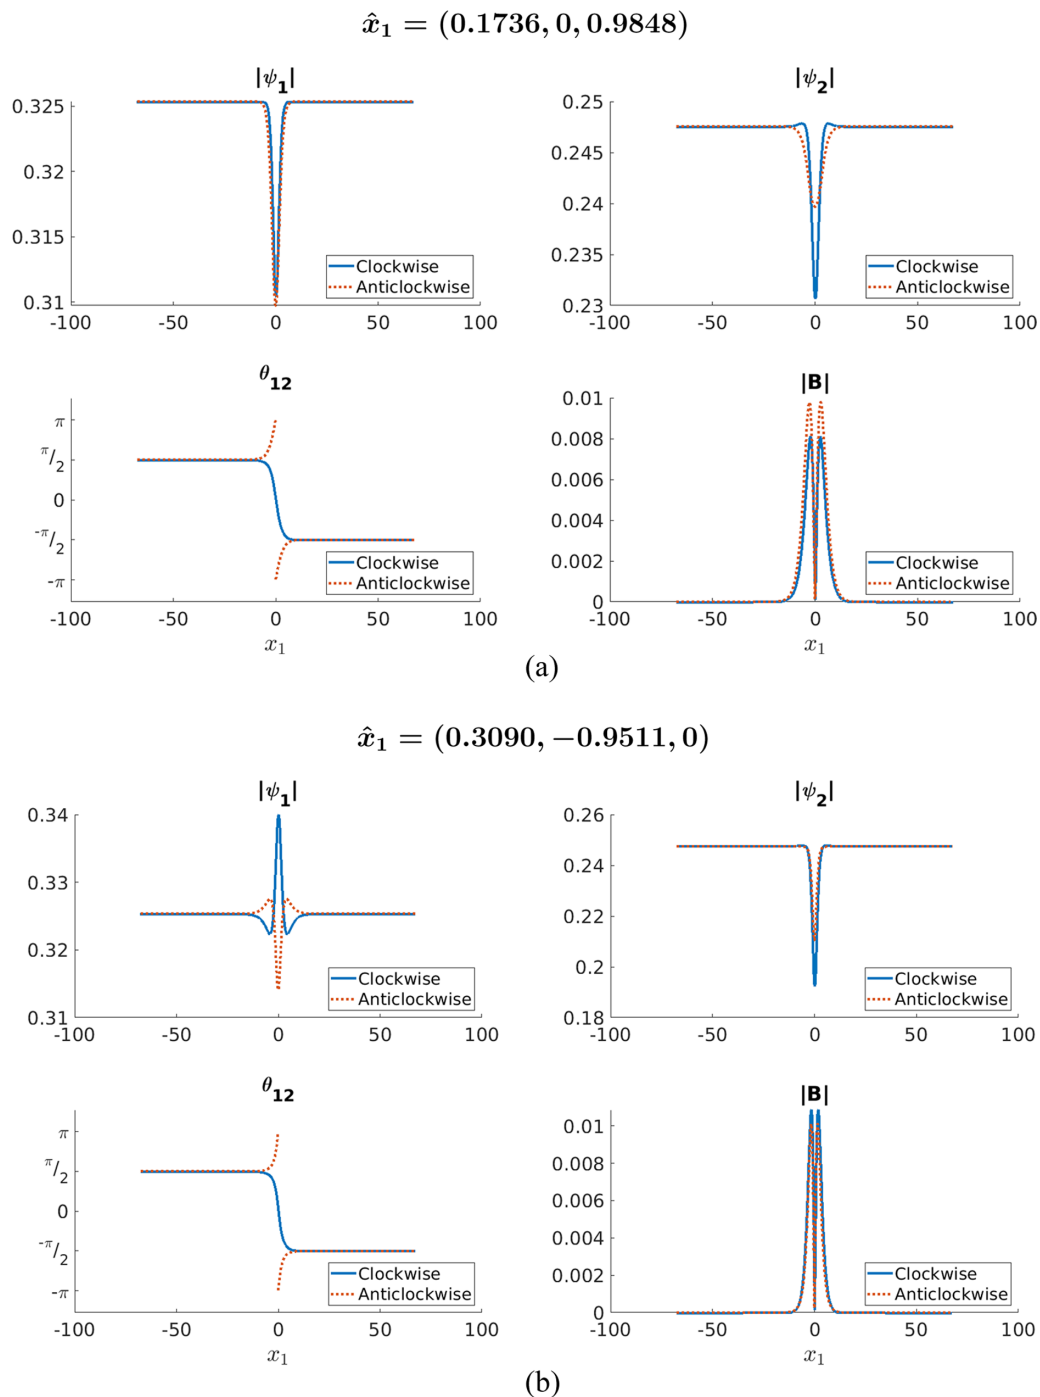 x̂₁ = (0.1736, 0, 0.9848)
|ψ₁| |ψ₂|
0.325
0.32
0.315
0.31
-100 -50 0 50 100
Clockwise
Anticlockwise
0.25
0.245
0.24
0.235
0.23
-100 -50 0 50 100
Clockwise
Anticlockwise
θ₁₂ |B|
π
π/2
0
-π/2
-π
-100 -50 0 50 100
x₁
Clockwise
Anticlockwise
0.01
0.008
0.006
0.004
0.002
0
-100 -50 0 50 100
x₁
Clockwise
Anticlockwise
(a)
x̂₁ = (0.3090, −0.9511, 0)
|ψ₁| |ψ₂|
0.34
0.33
0.32
0.31
-100 -50 0 50 100
Clockwise
Anticlockwise
0.26
0.24
0.22
0.2
0.18
-100 -50 0 50 100
Clockwise
Anticlockwise
θ₁₂ |B|
π
π/2
0
-π/2
-π
-100 -50 0 50 100
x₁
Clockwise
Anticlockwise
0.01
0.008
0.006
0.004
0.002
0
-100 -50 0 50 100
x₁
Clockwise
Anticlockwise
(b)